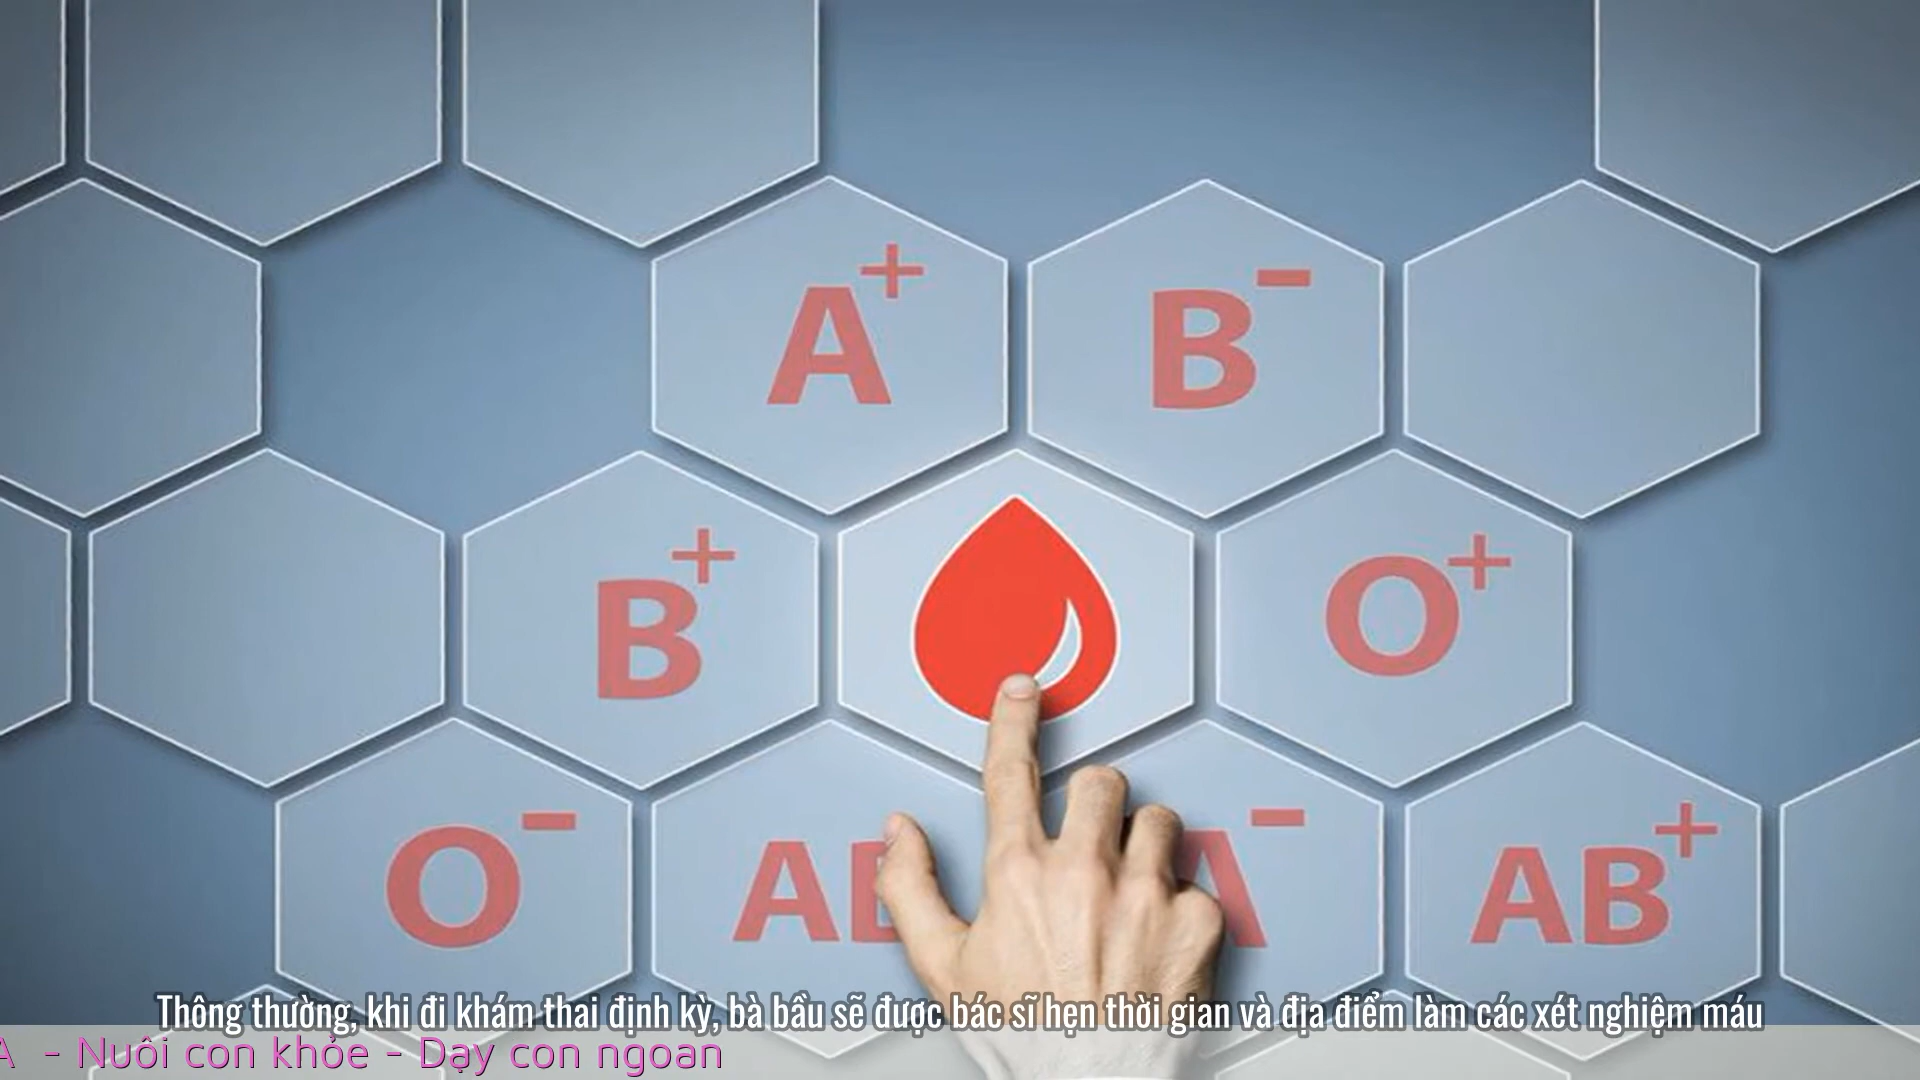 A+
B-
B+
O+
O-
A-
AB+
Thông thường, khi đi khám thai định kỳ, bà bầu sẽ được bác sĩ hẹn thời gian và địa điểm làm các xét nghiệm máu
- Nuôi con khỏe - Dạy con ngoan